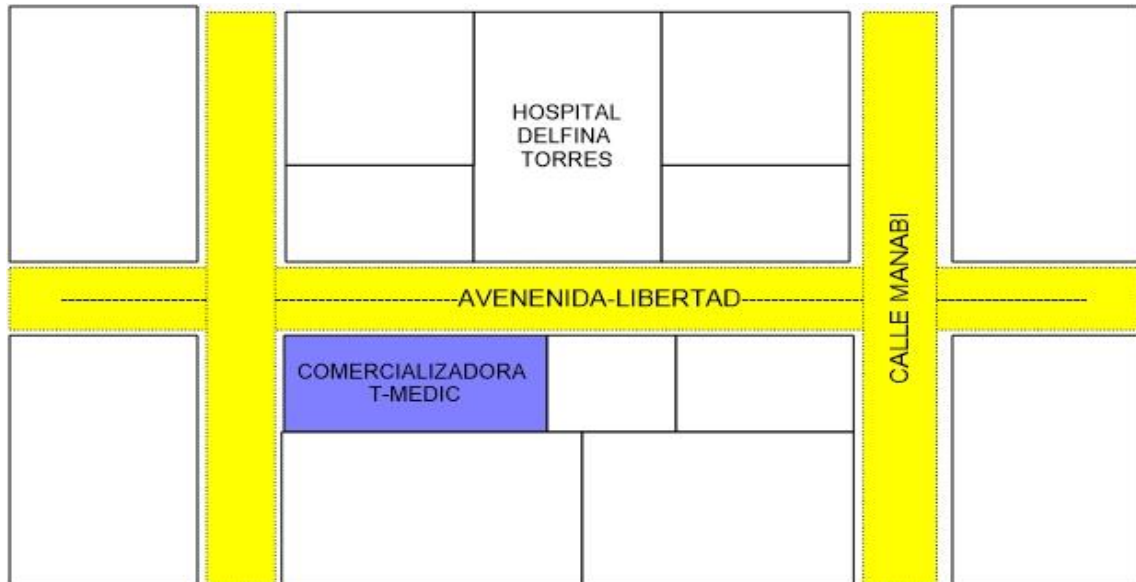 HOSPITAL
DELFINA
TORRES
AVENENIDA-LIBERTAD
CALLE MANABI
COMERCIALIZADORA
T-MEDIC